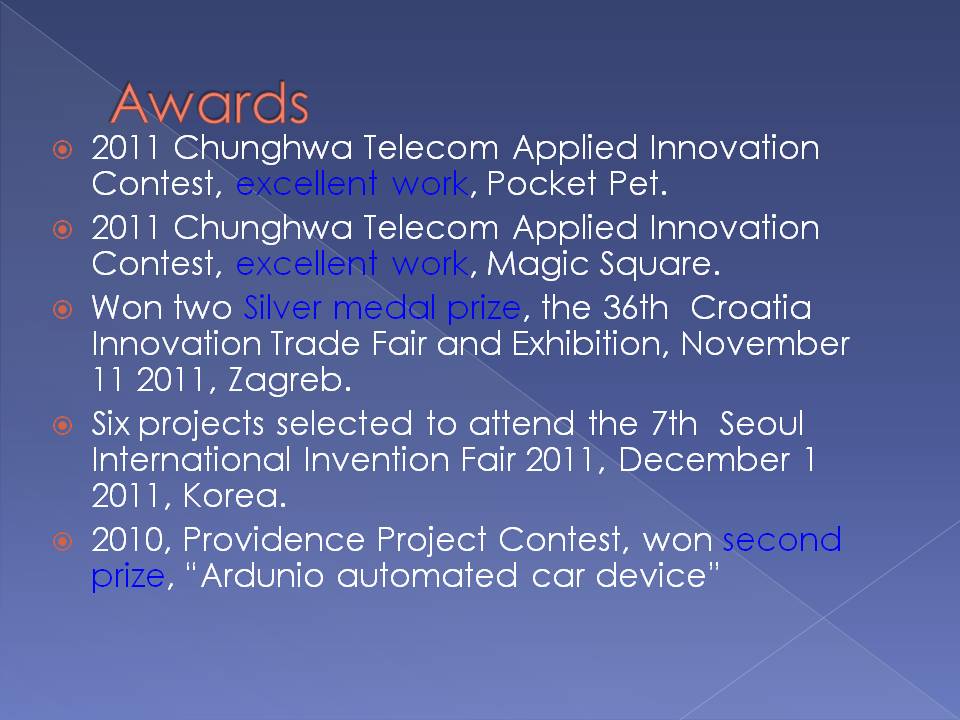 Awards
2011 Chunghwa Telecom Applied Innovation
Contest, excellent work, Pocket Pet.
2011 Chunghwa Telecom Applied Innovation
Contest, excellent work, Magic Square.
Won two Silver medal prize, the 36th  Croatia
Innovation Trade Fair and Exhibition, November
11 2011, Zagreb.
Six projects selected to attend the 7th  Seoul
International Invention Fair 2011, December 1
2011, Korea.
2010, Providence Project Contest, won second
prize, “Ardunio automated car device”